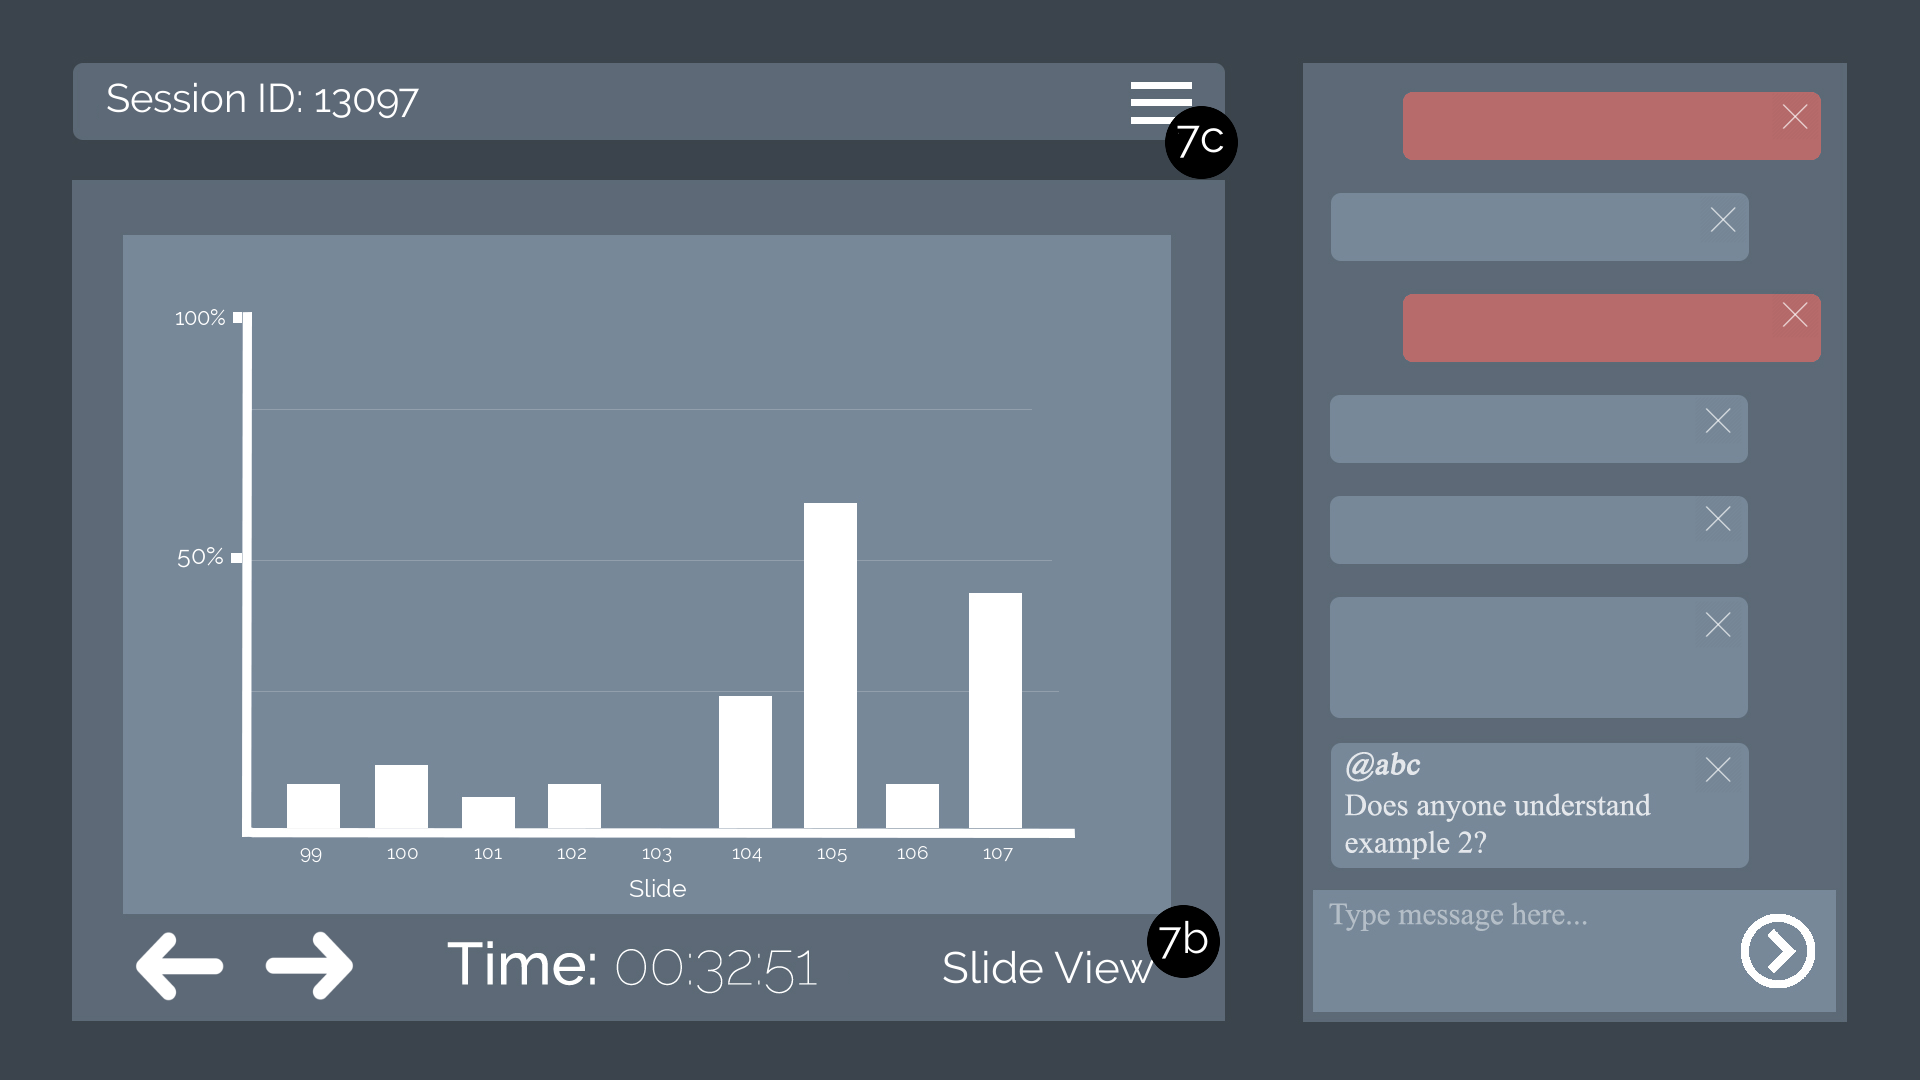 Session ID: 13097
7c
100%
50%
99 100 101 102 103 104 105 106 107
Slide
Time: 00:32:51
Slide View
7b
@abc
Does anyone understand
example 2?
Type message here...